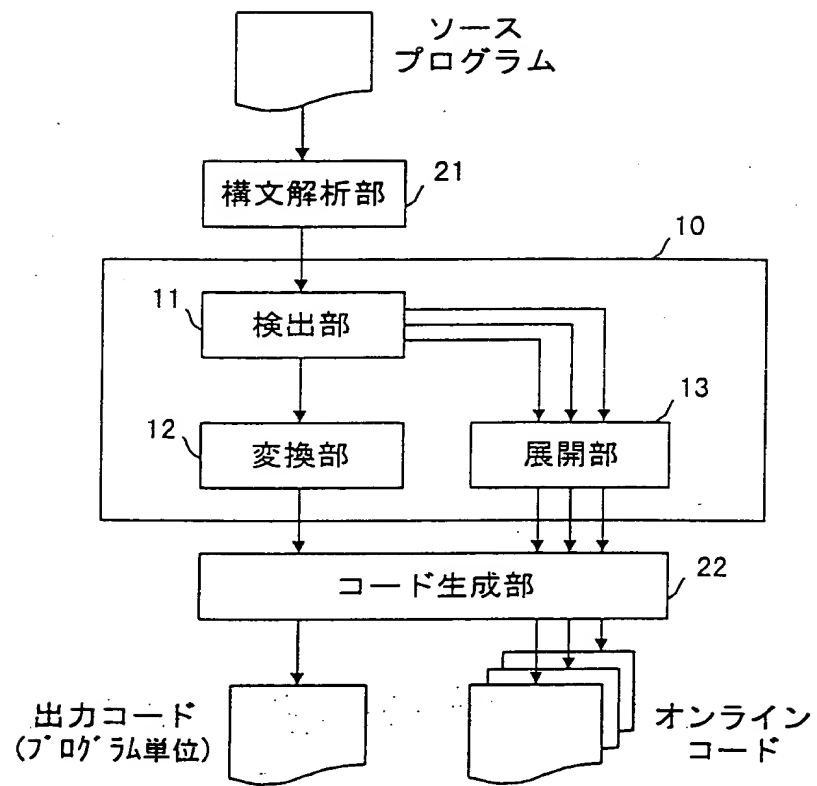 ソース
プログラム
構文解析部
21
10
11
検出部
12
変換部
13
展開部
コード生成部
22
出力コード
(ﾌﾟﾛｸﾞﾗﾑ単位)
オンライン
コード